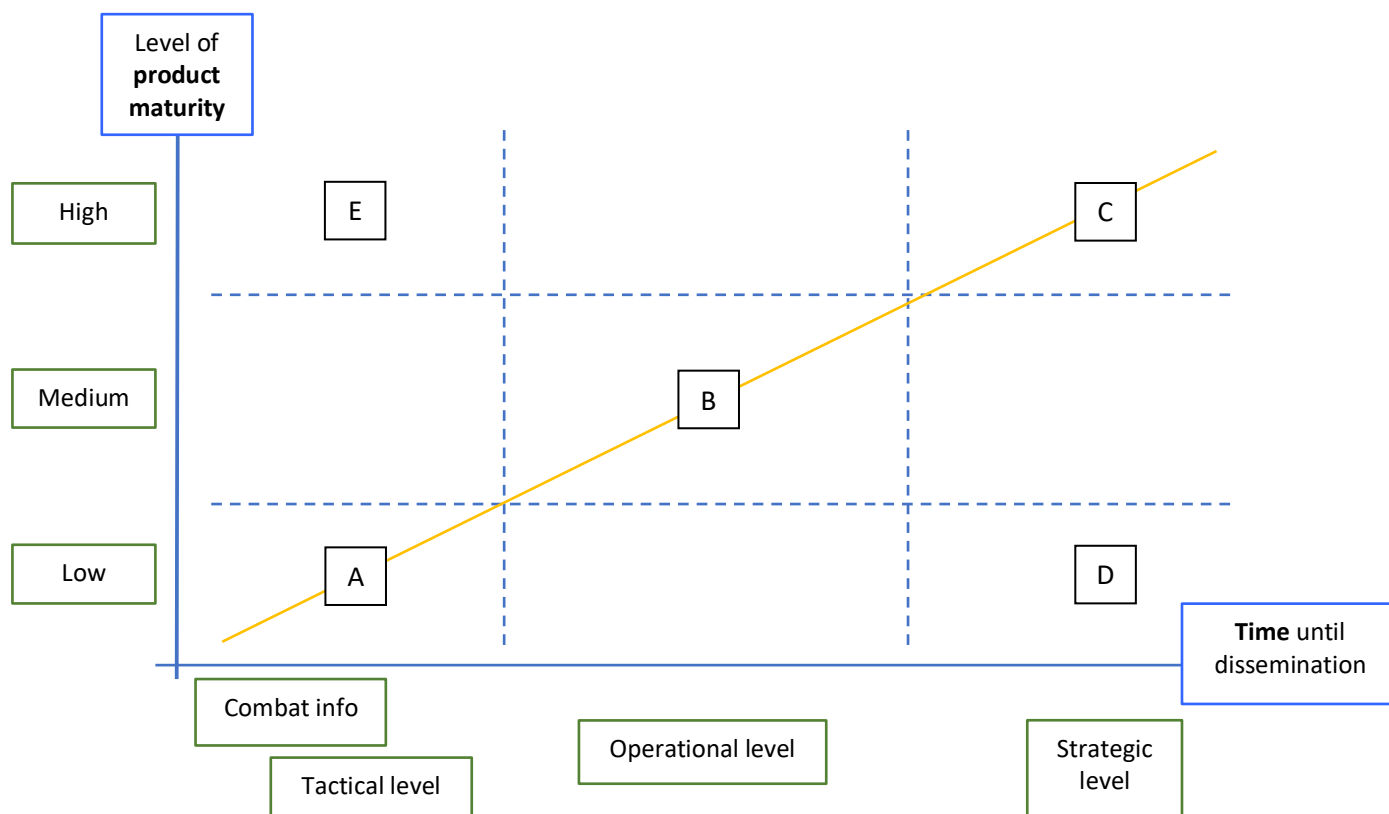 Level of
product
maturity
High
E
C
Medium
B
Low
A
D
Time until
dissemination
Combat info
Operational level
Strategic
level
Tactical level